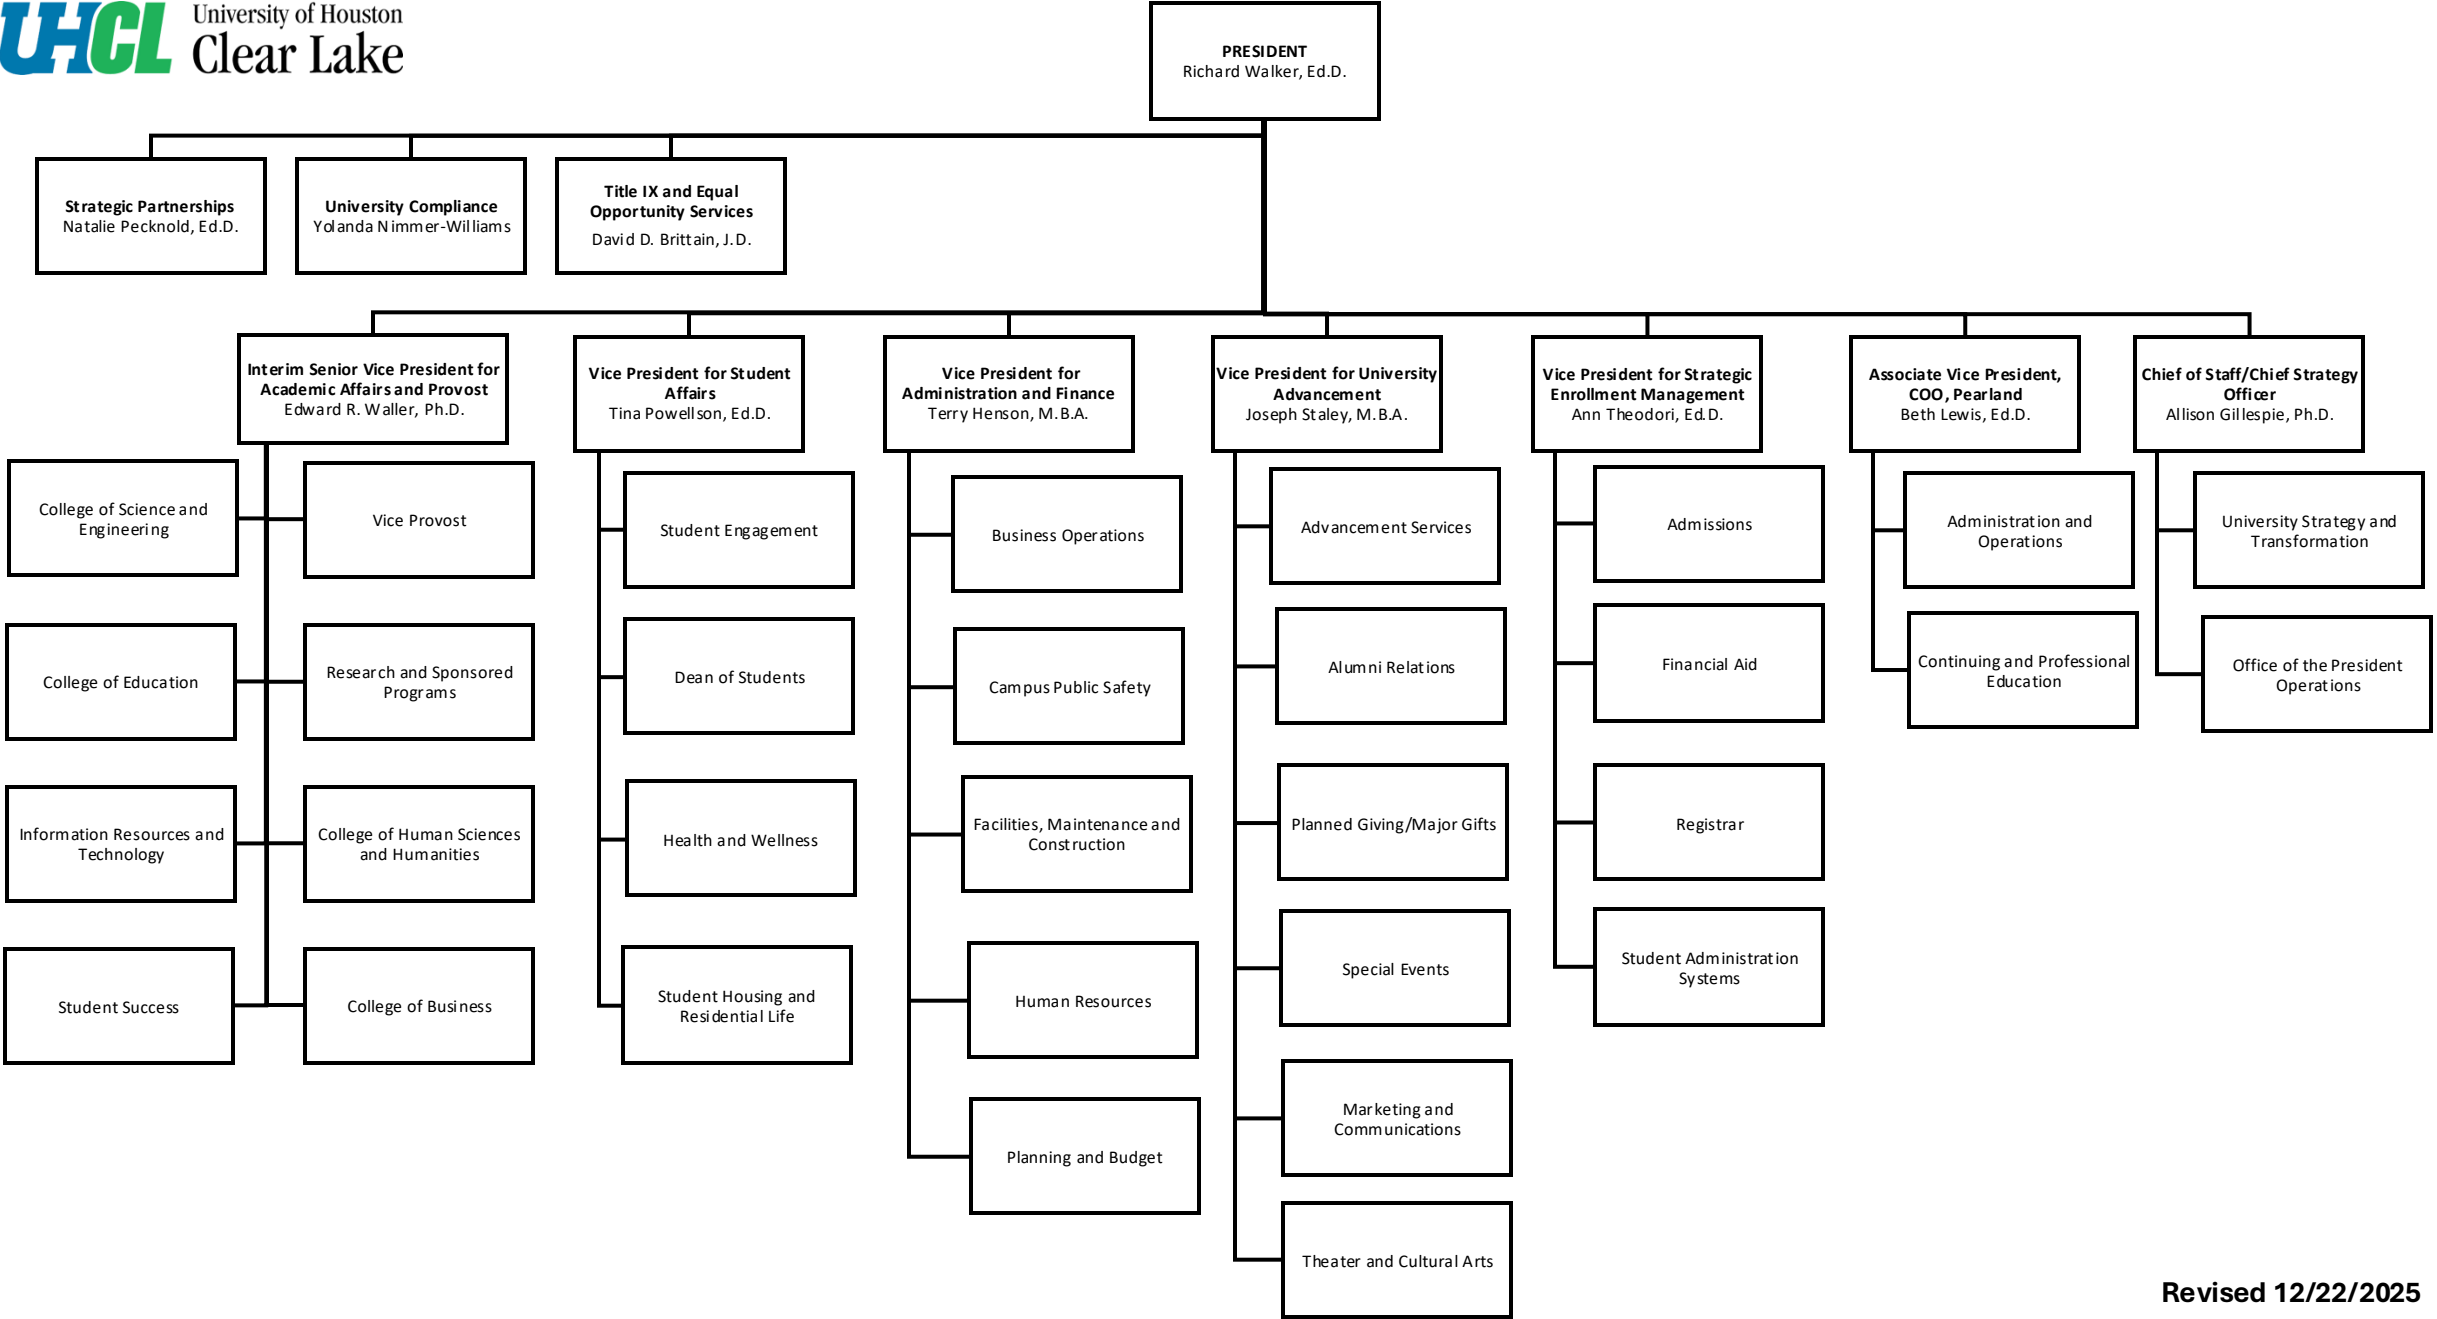 UHCL
University of Houston
Clear Lake
PRESIDENT
Richard Walker, Ed.D.
Strategic Partnerships
Natalie Pecknold, Ed.D.
University Compliance
Yolanda Nimmer-Williams
Title IX and Equal
Opportunity Services
David D. Brittain, J.D.
Interim Senior Vice President for
Academic Affairs and Provost
Edward R. Waller, Ph.D.
College of Science and
Engineering
Vice Provost
College of Education
Research and Sponsored
Programs
Information Resources and
Technology
College of Human Sciences
and Humanities
Student Success
College of Business
Vice President for Student
Affairs
Tina Powellson, Ed.D.
Student Engagement
Dean of Students
Health and Wellness
Student Housing and
Residential Life
Vice President for
Administration and Finance
Terry Henson, M.B.A.
Business Operations
Campus Public Safety
Facilities, Maintenance and
Construction
Human Resources
Planning and Budget
Vice President for University
Advancement
Joseph Staley, M.B.A.
Advancement Services
Alumni Relations
Planned Giving/Major Gifts
Special Events
Marketing and
Communications
Theater and Cultural Arts
Vice President for Strategic
Enrollment Management
Ann Theodori, Ed.D.
Admissions
Financial Aid
Registrar
Student Administration
Systems
Associate Vice President,
COO, Pearland
Beth Lewis, Ed.D.
Administration and
Operations
Continuing and Professional
Education
Chief of Staff/Chief Strategy
Officer
Allison Gillespie, Ph.D.
University Strategy and
Transformation
Office of the President
Operations
Revised 12/22/2025